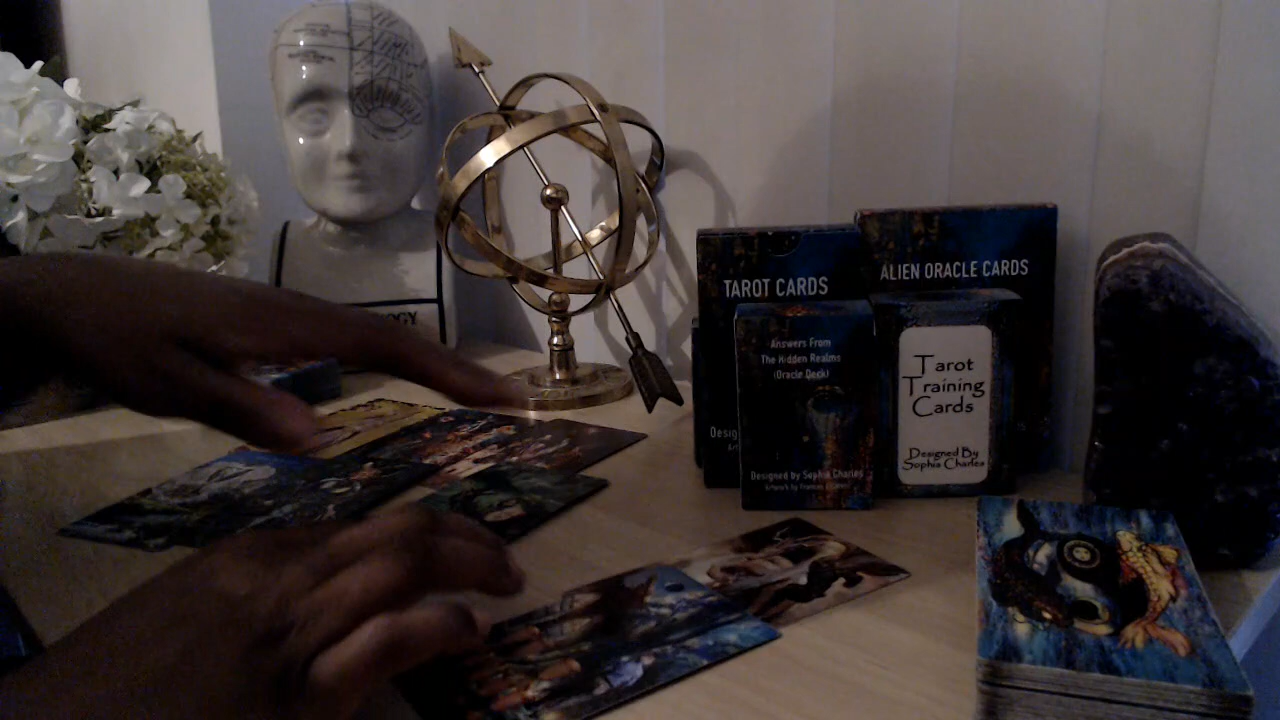 TAROT CARDS
ALIEN ORACLE CARDS
Answers From
The Hidden Realms
(Oracle Deck)
Designed by Sophia Charles
Tarot
Training
Cards
Designed By
Sophia Charles